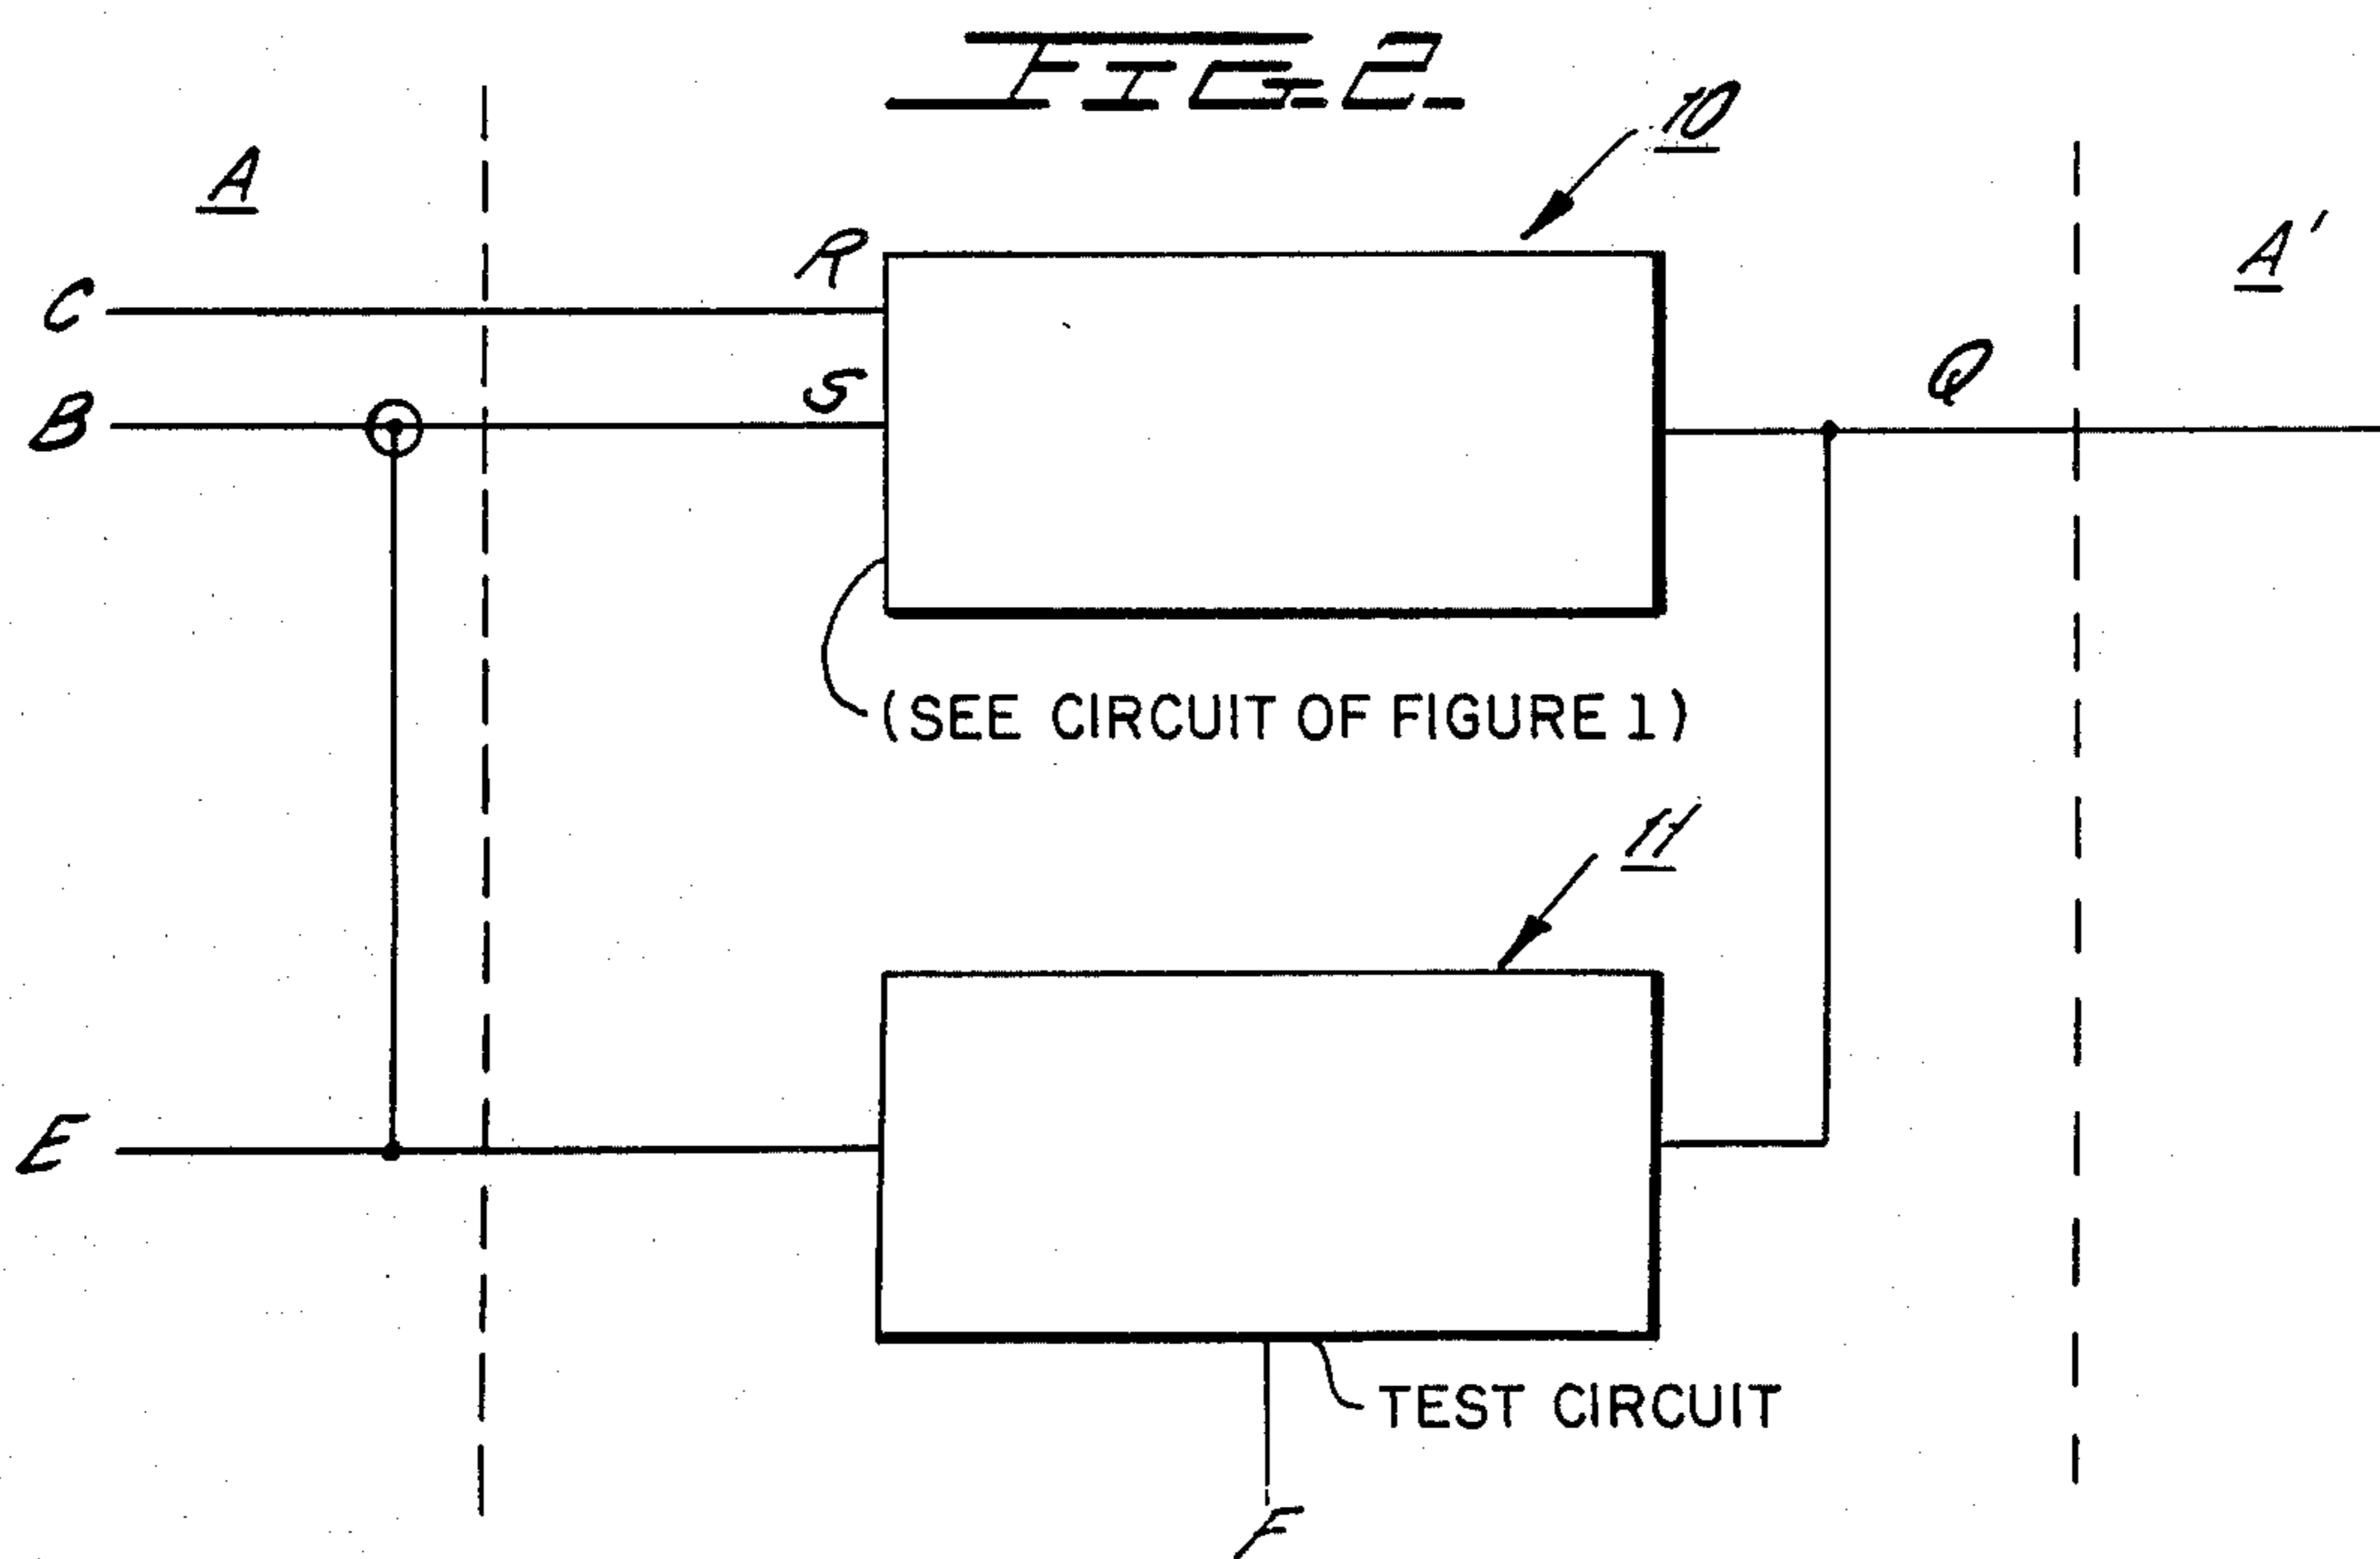 FIG. 2.
10
A
A'
R
C
S
Q
B
(SEE CIRCUIT OF FIGURE 1)
11
E
TEST CIRCUIT
F